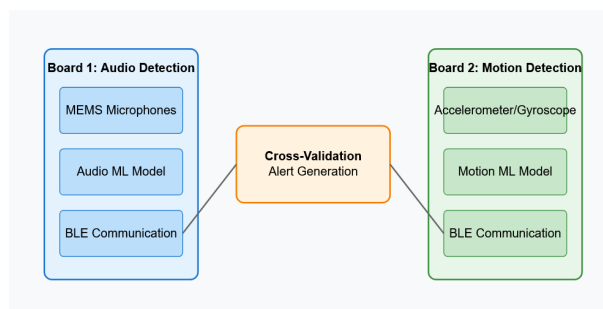 Board 1: Audio Detection
MEMS Microphones
Audio ML Model
BLE Communication
Cross-Validation
Alert Generation
Board 2: Motion Detection
Accelerometer/Gyroscope
Motion ML Model
BLE Communication